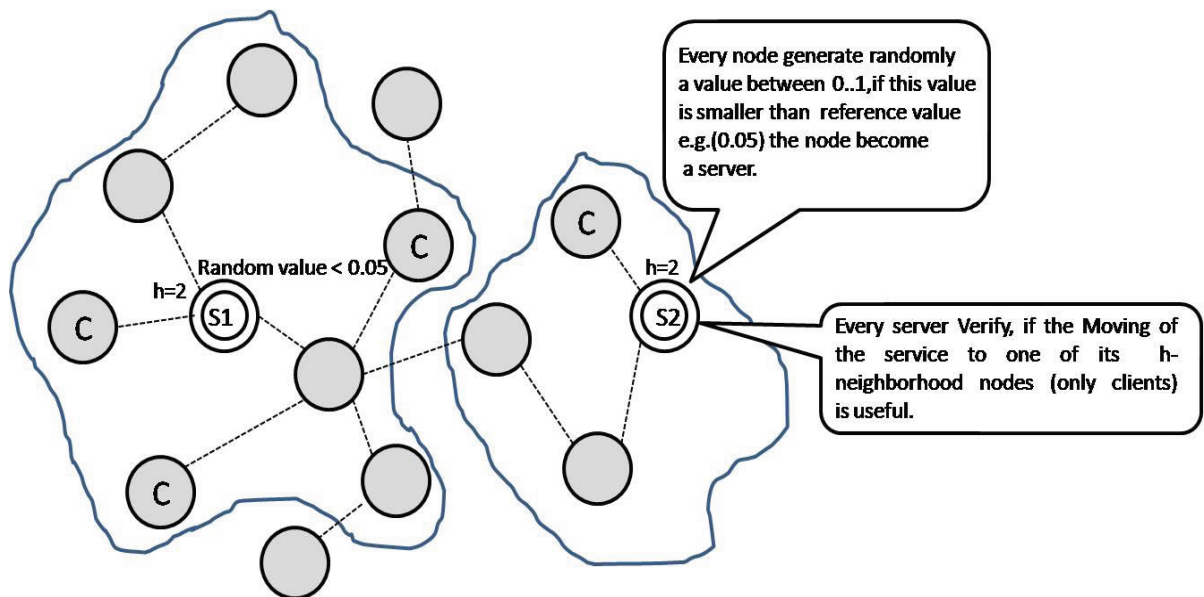 Every node generate randomly
a value between 0..1,if this value
is smaller than reference value
e.g.(0.05) the node become
a server.
C
C
Random value < 0.05
h=2
h=2
C
S1
S2
Every server Verify, if the Moving of
the service to one of its h-
neighborhood nodes (only clients)
is useful.
C